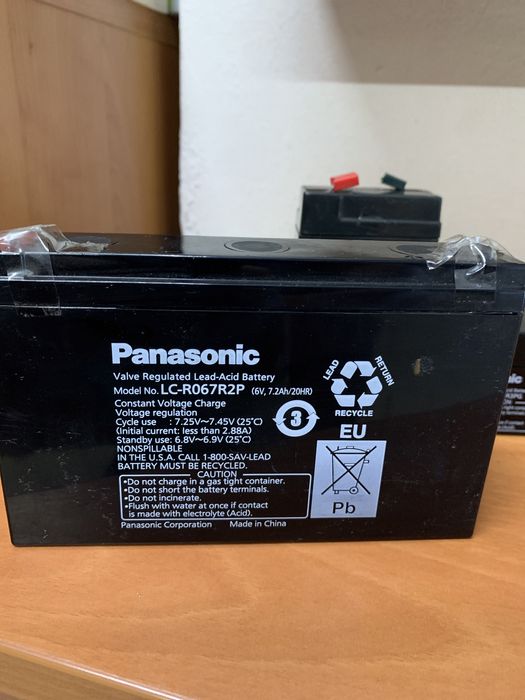 Panasonic
Valve Regulated Lead-Acid Battery
Model No. LC-R067R2P (6V, 7.2Ah/20HR)
Constant Voltage Charge
Voltage regulation
Cycle use : 7.25V~7.45V (25°C)
(Initial current: less than 2.88A)
Standby use: 6.8V~6.9V (25°C)
NONSPILLABLE
IN THE U.S.A. CALL 1-800-SAV-LEAD
BATTERY MUST BE RECYCLED.
CAUTION
•Do not charge in a gas tight container.
•Do not short the battery terminals.
•Do not incinerate.
•Flush with water at once if contact
is made with electrolyte (Acid).
Panasonic Corporation Made in China
3
LEAD
RETURN
RECYCLE
EU
Pb